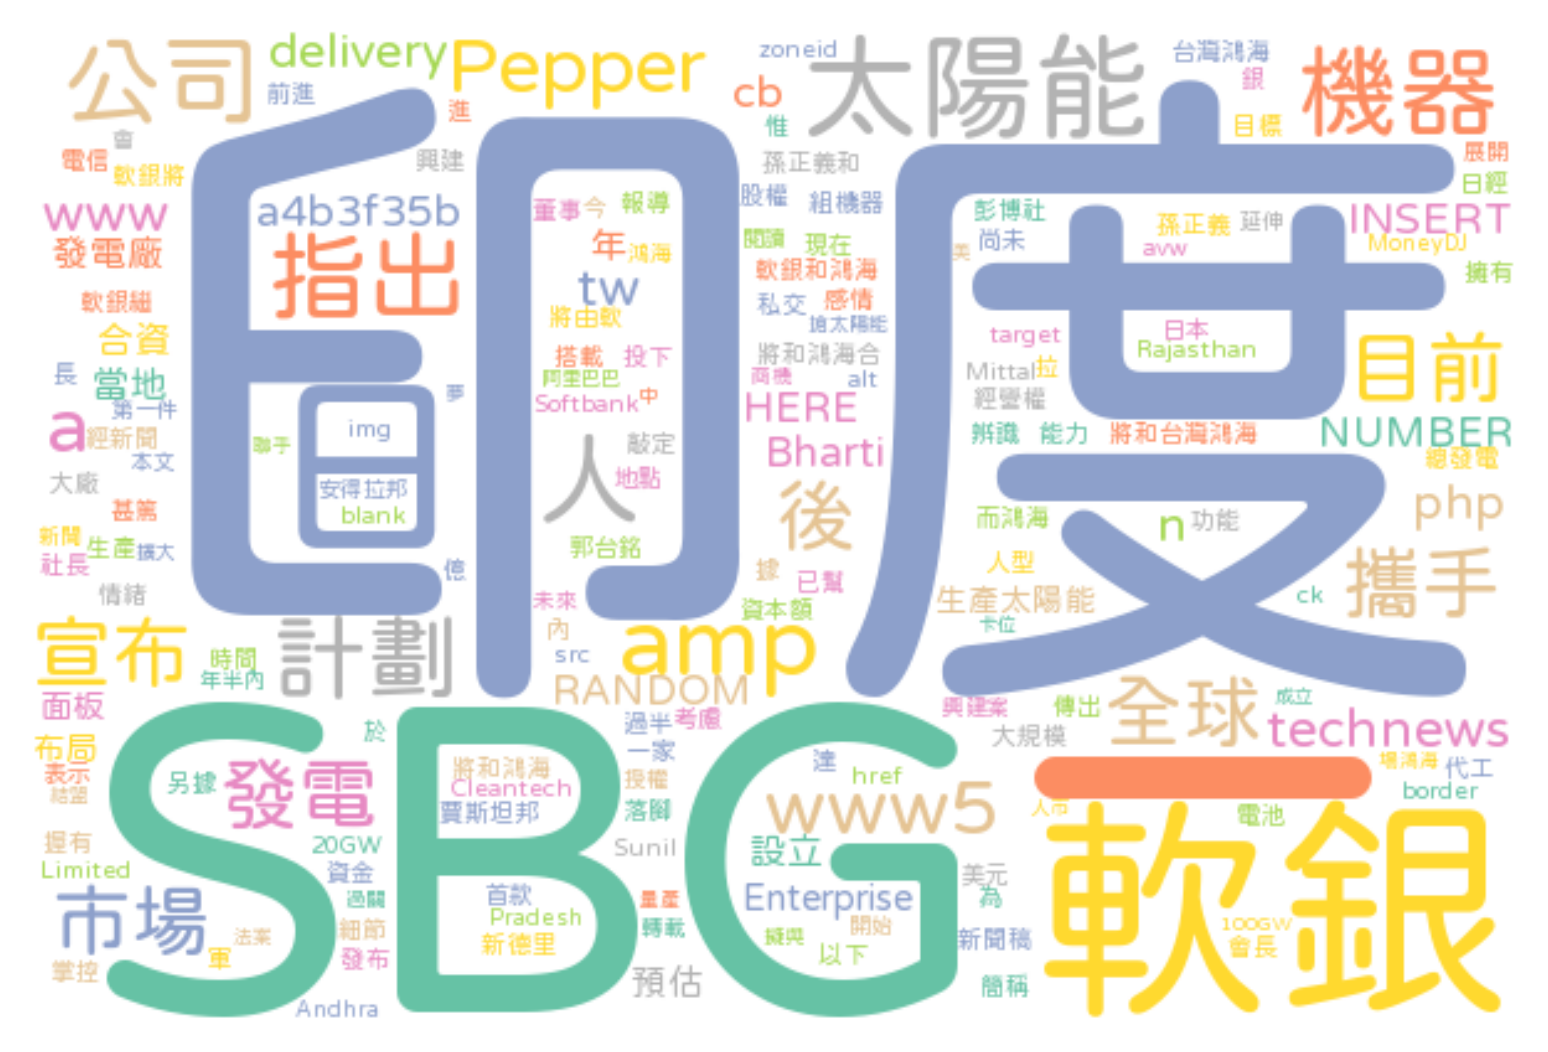 公司
delivery
Pepper
zoneid
太陽能
台灣鴻海
機器
前進
進
cb
銀
惟
目標
會
電信
軟銀將
興建
孫正義和
展開
日經
www
a4b3f35b
董事
今
報導
股權
組機器
彭博社
孫正義
延伸
INSERT
發電廠
指出
年
鴻海
閱讀
現在
尚未
美
avw
MoneyDJ
軟銀和鴻海
擁有
軟銀繼
tw
私交
感情
將由軟
搶太陽能
印度
合資
搭載
投下
將和鴻海合
target
日本
Rajasthan
目前
長
當地
阿里巴巴
商機
alt
Mittal
拉
第一件
夢
Softbank
中
HERE
經營權
a
經新聞
img
聯手
人
敲定
Bharti
辨識
能力
將和台灣鴻海
NUMBER
本文
總發電
大廠
安得拉邦
地點
後
php
甚篤
blank
而鴻海
n
功能
新聞
生產
擴大
郭台銘
社長
億
據
已幫
人型
攜手
情緒
未來
資本額
生產太陽能
ck
宣布
計劃
內
amp
卡位
時間
src
年半內
RANDOM
全球
成立
面板
過半
考慮
興建案
傳出
technews
布局
於
一家
大規模
SBG
表示
另據
發電
將和鴻海
授權
達
href
場鴻海
代工
結盟
Cleantech
www5
border
賈斯坦邦
落腳
人市
電池
握有
20GW
Sunil
設立
軟銀
Limited
資金
美元
市場
過關
首款
量產
Enterprise
為
Pradesh
細節
轉載
開始
100GW
法案
新德里
擬與
新聞稿
會長
掌控
軍
發布
以下
預估
簡稱
Andhra